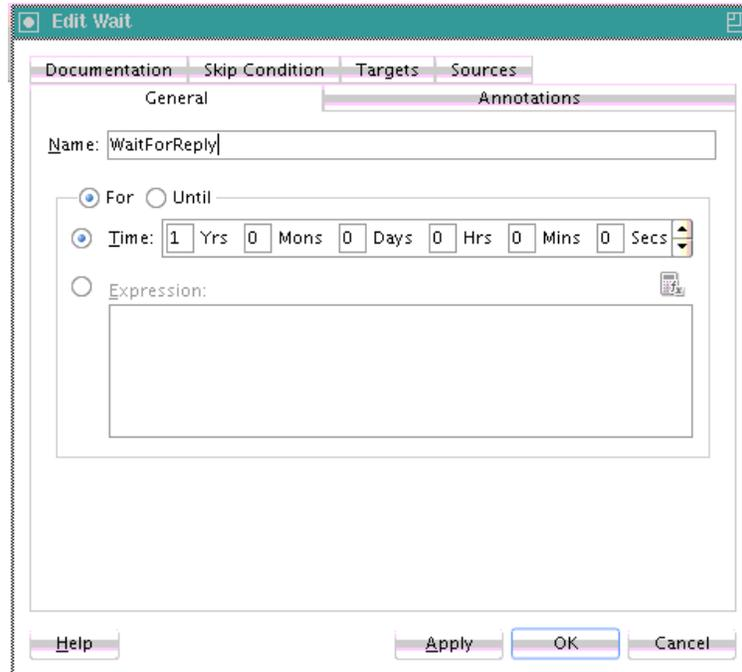 Edit Wait
Documentation Skip Condition Targets Sources
General Annotations
Name: WaitForReply
For Until
Time: 1 Yrs 0 Mons 0 Days 0 Hrs 0 Mins 0 Secs
Expression:
fx
Help Apply OK Cancel